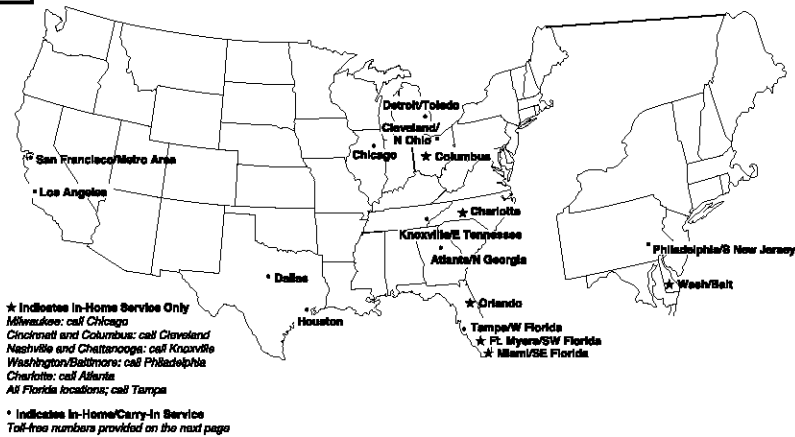 Detroit/Toledo
Cleveland/
N Ohio
Chicago
★ Columbus
San Francisco/Metro Area
Los Angeles
★ Charlotte
Knoxville/E Tennessee
Atlanta/N Georgia
Philadelphia/S New Jersey
★ Wash/Balt
Dallas
Houston
★ Orlando
Tampa/W Florida
★ Ft. Myers/SW Florida
★ Miami/SE Florida
★ Indicates In-Home Service Only
Milwaukee: call Chicago
Cincinnati and Columbus: call Cleveland
Nashville and Chattanooga: call Knoxville
Washington/Baltimore: call Philadelphia
Charlotte: call Atlanta
All Florida locations; call Tampa
• Indicates In-Home/Carry-In Service
Toll-free numbers provided on the next page